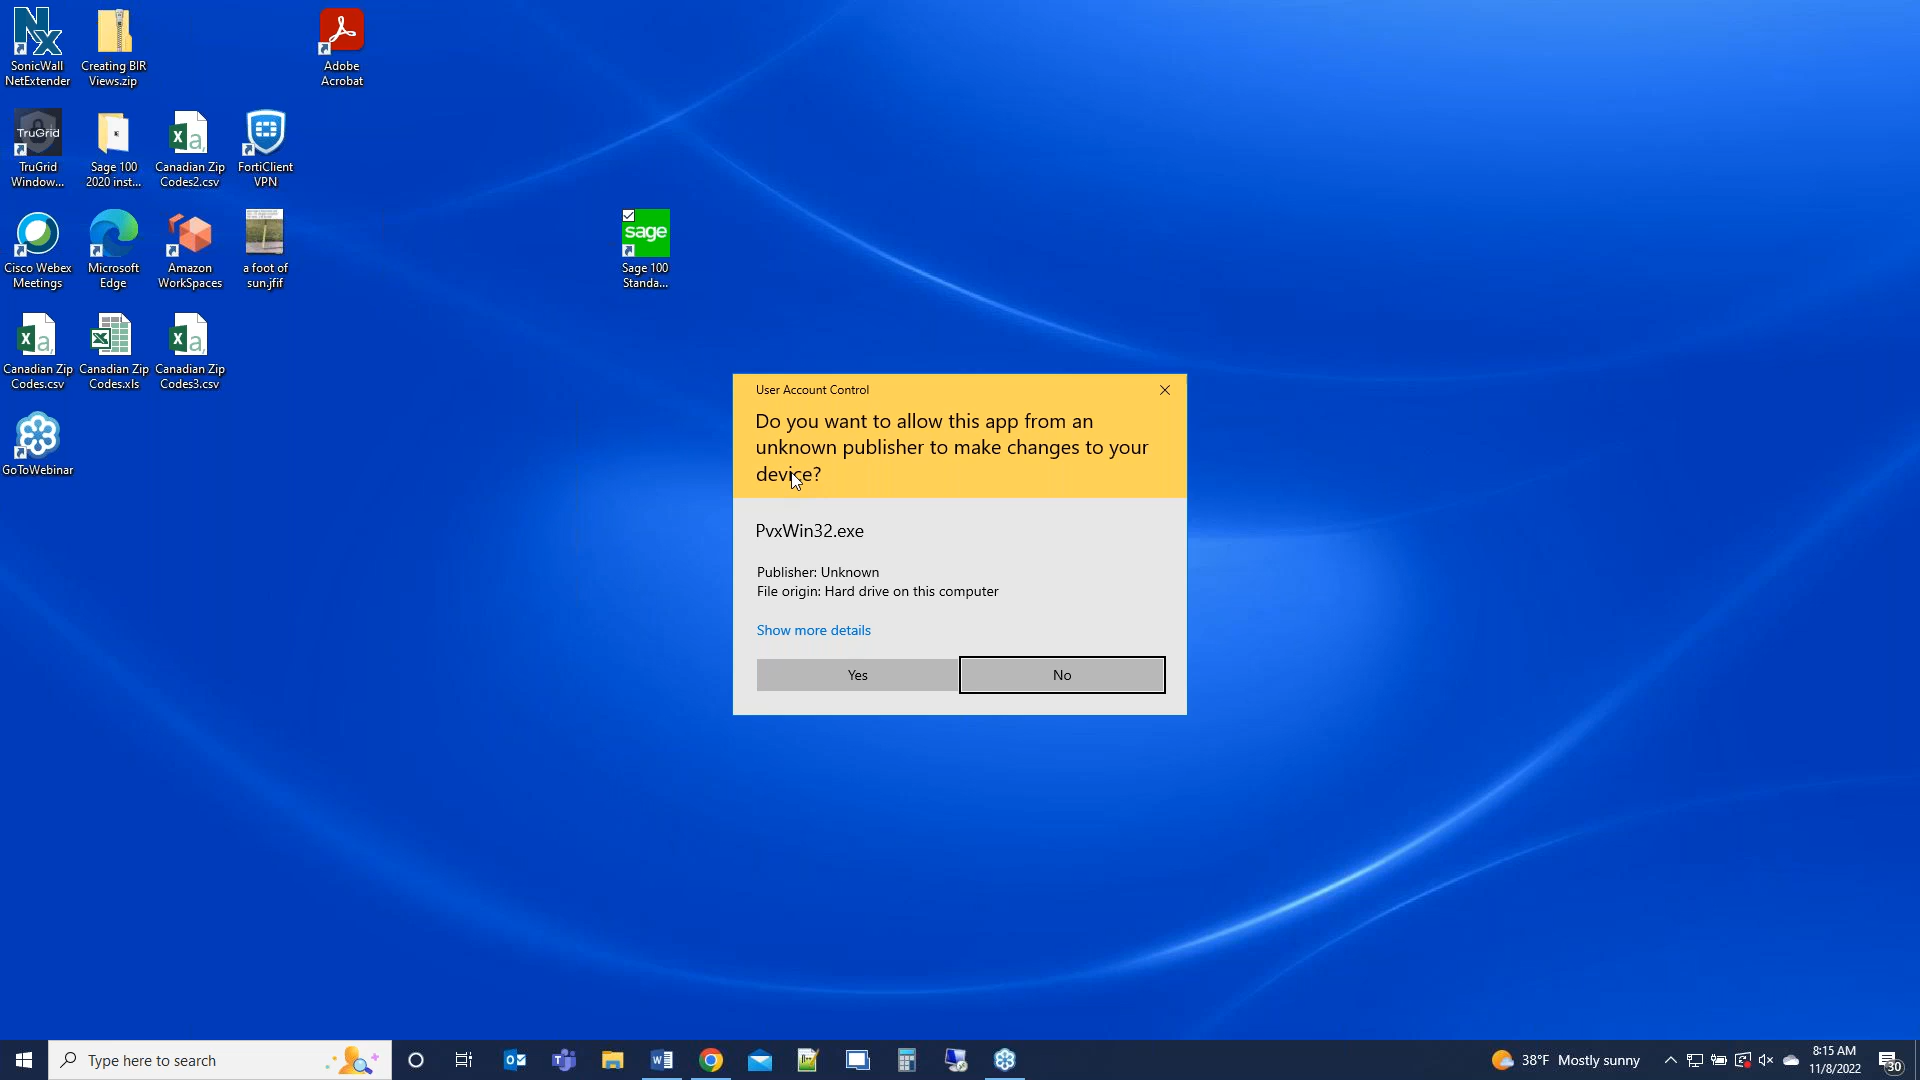 SonicWall
NetExtender
Creating BIR
Views.zip
Adobe
Acrobat
TruGrid
TruGrid
Window...
Sage 100
2020 inst...
Canadian Zip
Codes2.csv
FortiClient
VPN
Cisco Webex
Meetings
Microsoft
Edge
Amazon
WorkSpaces
a foot of
sun.jfif
sage
Sage 100
Standa...
Canadian Zip
Codes.csv
Canadian Zip
Codes.xls
Canadian Zip
Codes3.csv
GoToWebinar
User Account Control
Do you want to allow this app from an
unknown publisher to make changes to your
device?
PvxWin32.exe
Publisher: Unknown
File origin: Hard drive on this computer
Show more details
Yes
No
Type here to search
38°F Mostly sunny
8:15 AM
11/8/2022
30